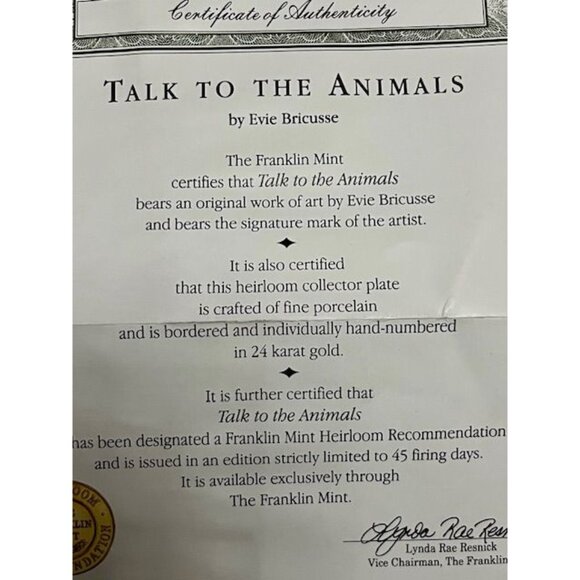 Certificate of Authenticity
TALK TO THE ANIMALS
by Evie Bricusse
The Franklin Mint
certifies that Talk to the Animals
bears an original work of art by Evie Bricusse
and bears the signature mark of the artist.
It is also certified
that this heirloom collector plate
is crafted of fine porcelain
and is bordered and individually hand-numbered
in 24 karat gold.
It is further certified that
Talk to the Animals
has been designated a Franklin Mint Heirloom Recommendation
and is issued in an edition strictly limited to 45 firing days.
It is available exclusively through
The Franklin Mint.
Lynda Rae Resn
Lynda Rae Resnick
Vice Chairman, The Franklin